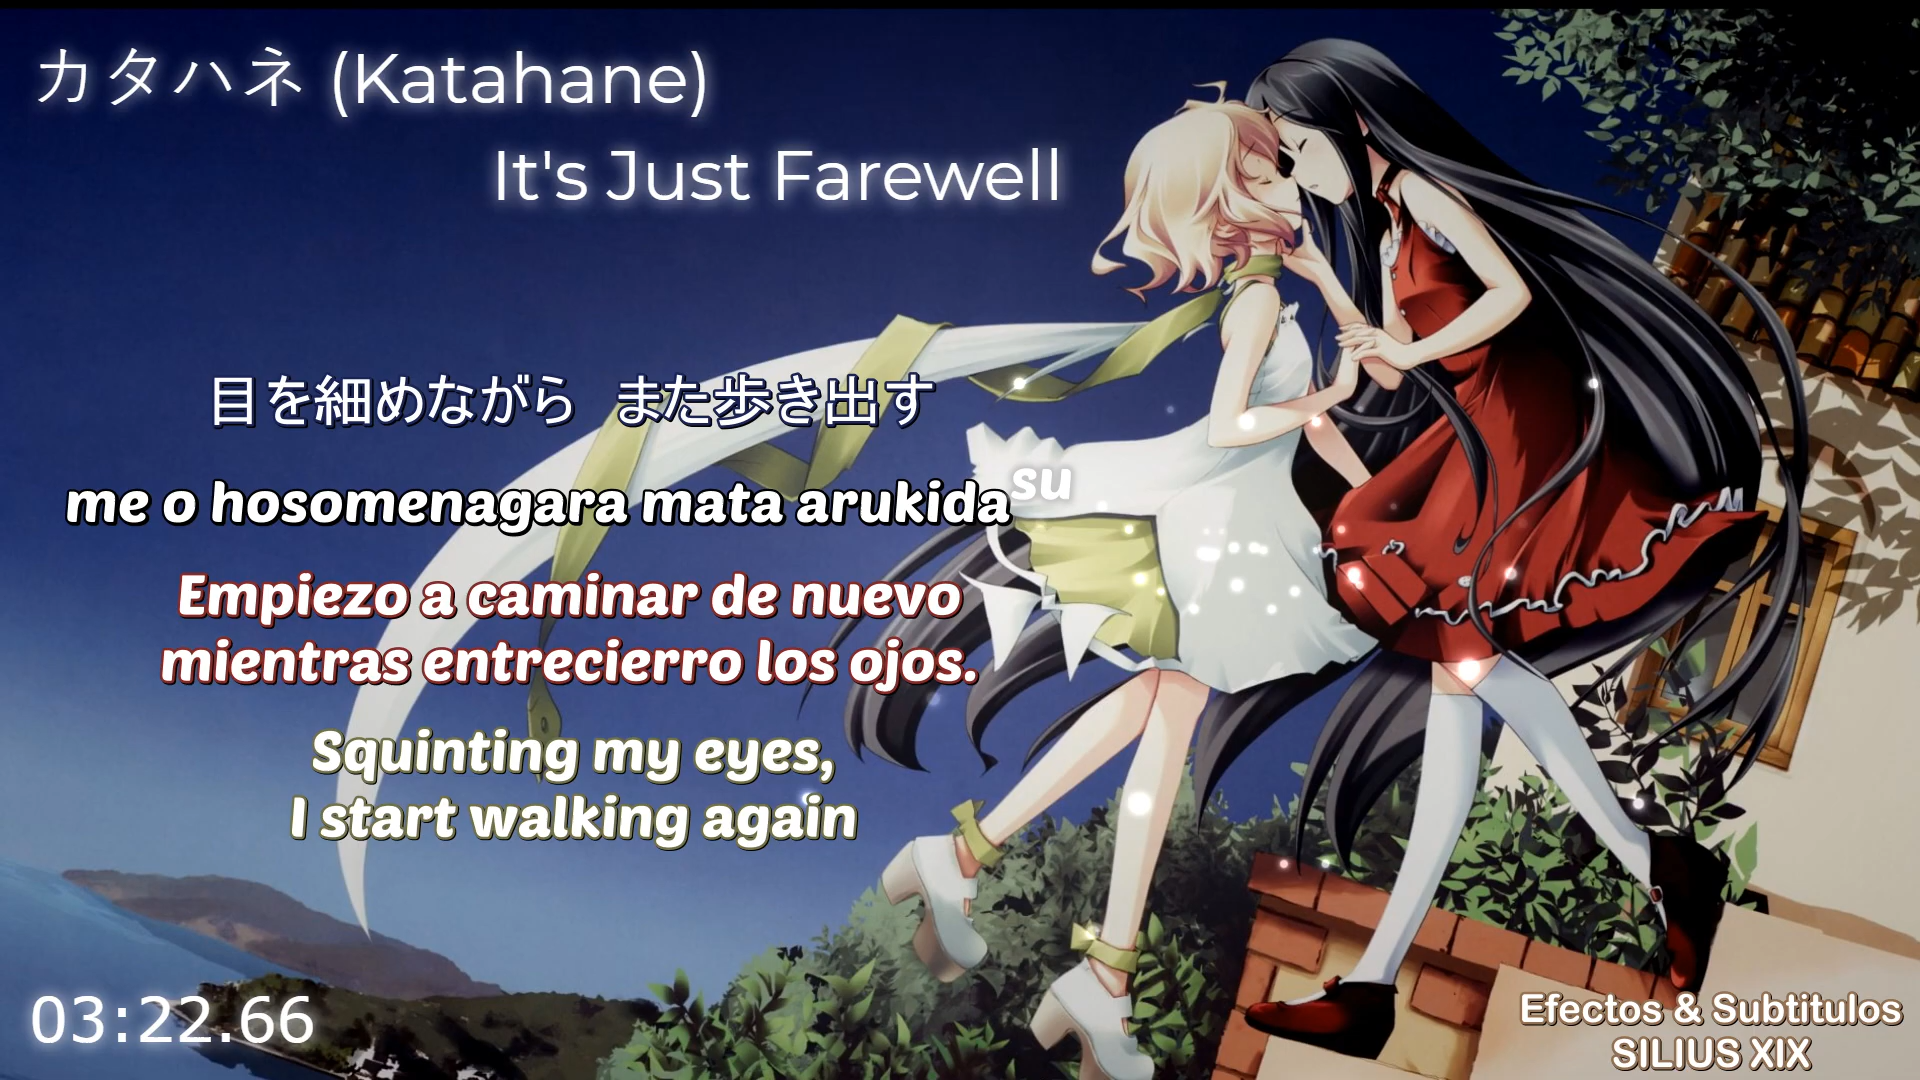 カタハネ (Katahane)
It's Just Farewell
目を細めながら　また歩き出す
me o hosomenagara mata arukidasu
Empiezo a caminar de nuevo
mientras entrecierro los ojos.
Squinting my eyes,
I start walking again
03:22.66
Efectos & Subtitulos
SILIUS XIX